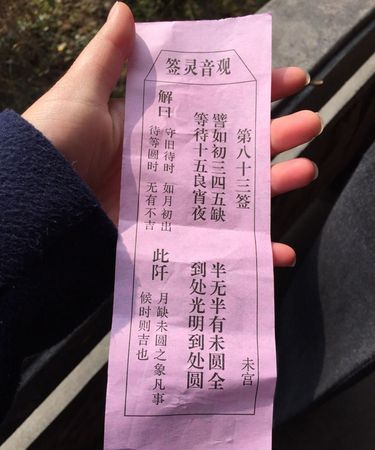 观音灵签
第八十三签
未宫
譬如初三四五缺
半无半有未圆全
等待十五良宵夜
到处光明到处圆
解曰
守旧待时 如月初出
待等圆时 无有不吉
此阡
月缺未圆之象凡事
候时则吉也